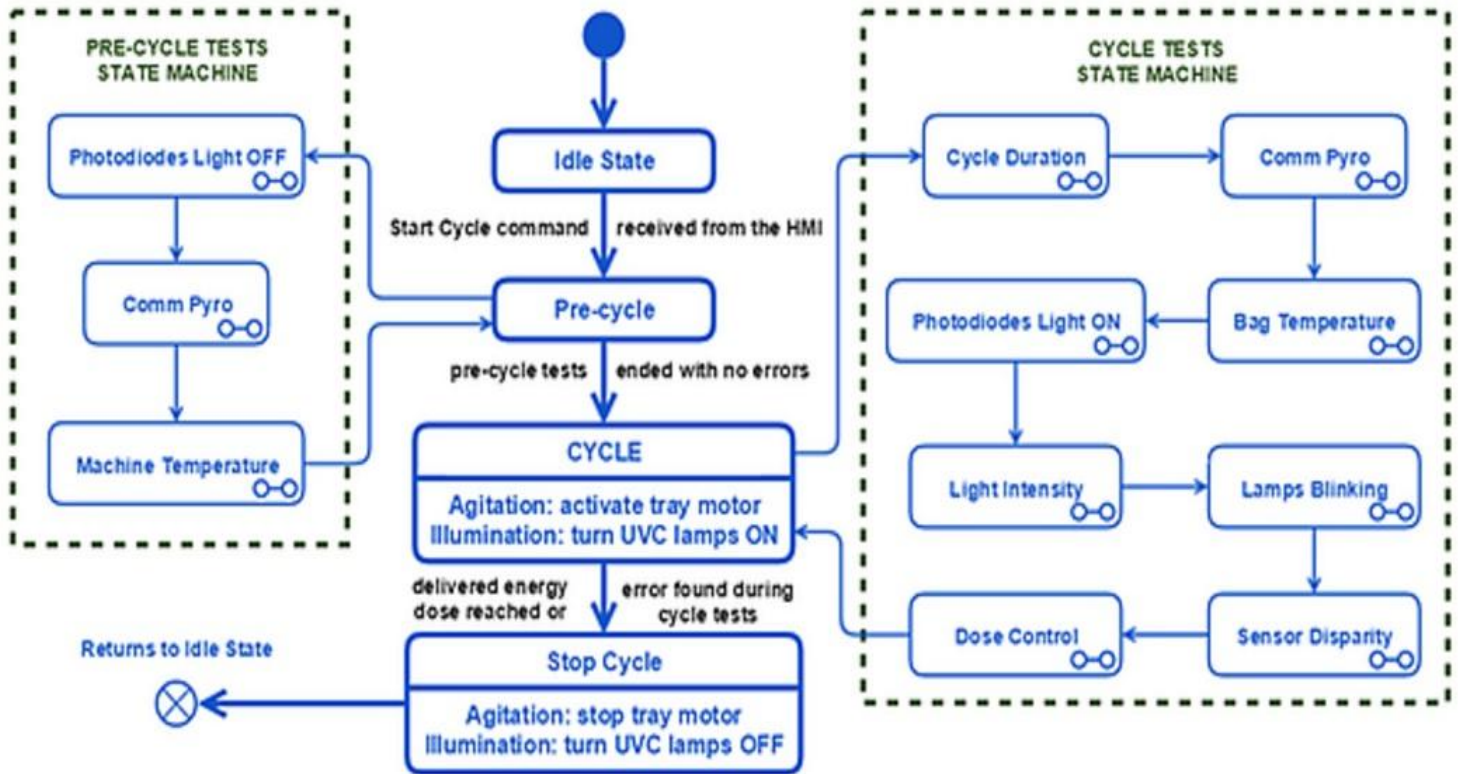 PRE-CYCLE TESTS
STATE MACHINE
Photodiodes Light OFF
Comm Pyro
Machine Temperature
Idle State
Start Cycle command received from the HMI
Pre-cycle
pre-cycle tests ended with no errors
CYCLE
Agitation: activate tray motor
Illumination: turn UVC lamps ON
delivered energy
dose reached or
error found during
cycle tests
Stop Cycle
Agitation: stop tray motor
Illumination: turn UVC lamps OFF
Returns to Idle State
CYCLE TESTS
STATE MACHINE
Cycle Duration
Comm Pyro
Bag Temperature
Photodiodes Light ON
Light Intensity
Lamps Blinking
Sensor Disparity
Dose Control